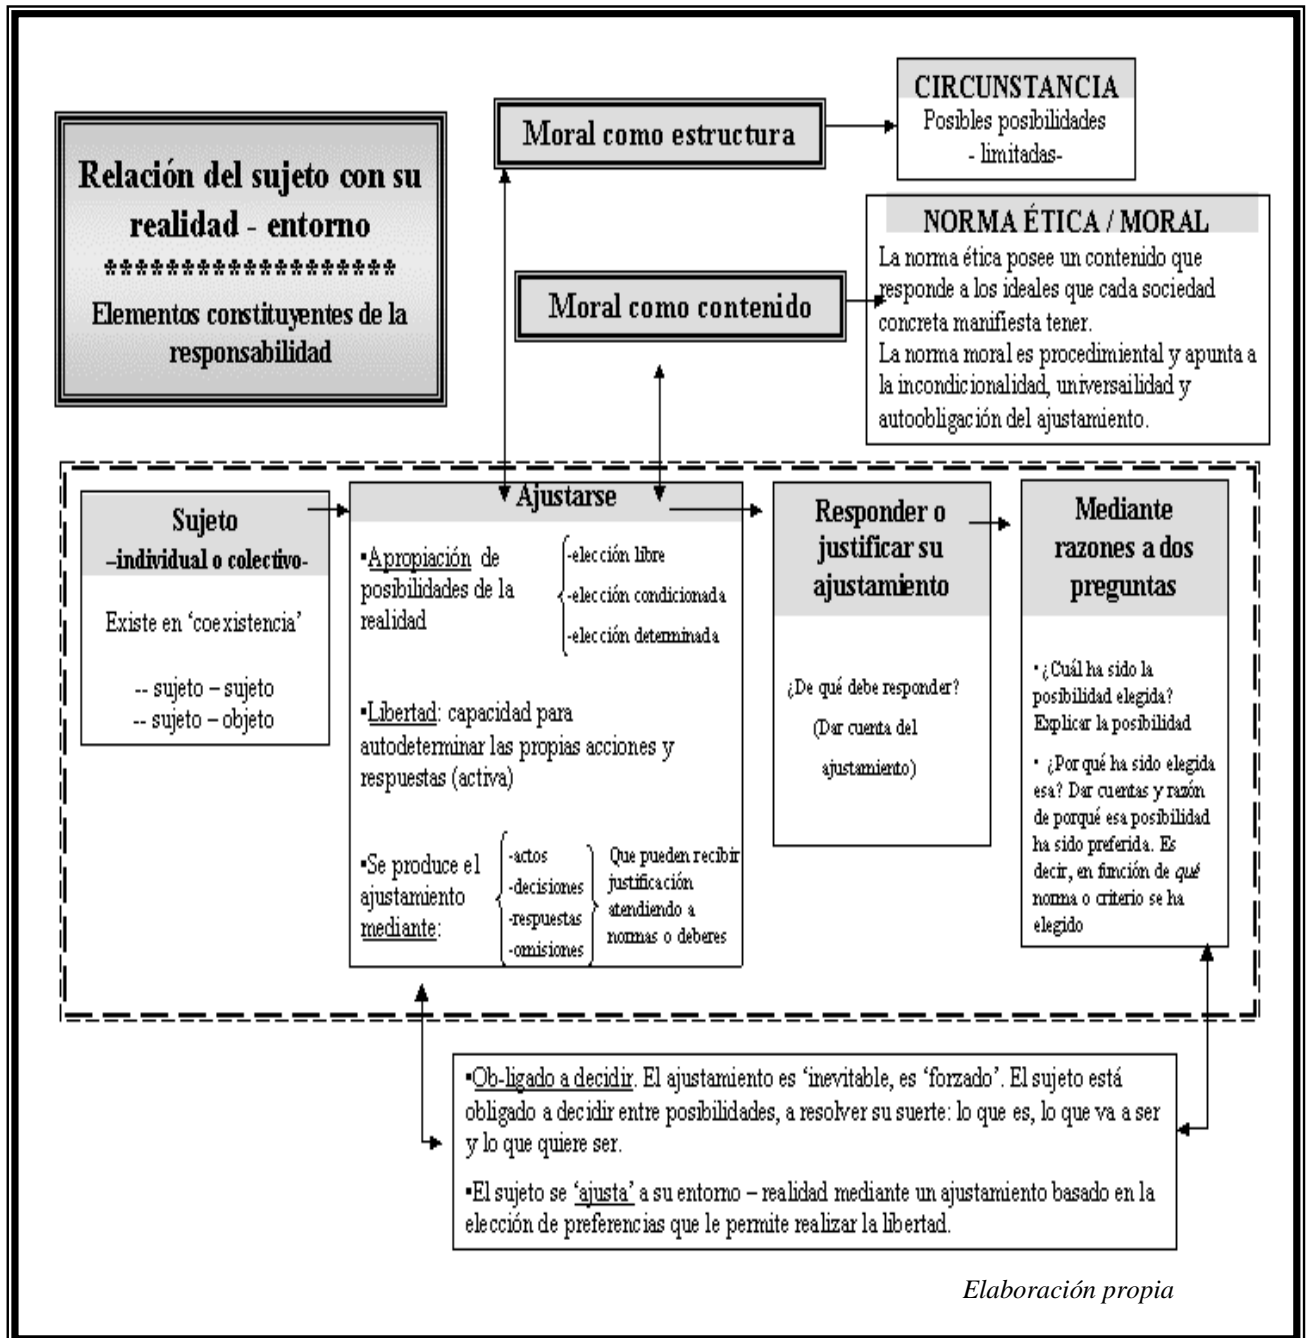 Relación del sujeto con su
realidad - entorno
*******************
Elementos constituyentes de la
responsabilidad
Moral como estructura
CIRCUNSTANCIA
Posibles posibilidades
- limitadas-
Moral como contenido
NORMA ÉTICA / MORAL
La norma ética posee un contenido que
responde a los ideales que cada sociedad
concreta manifiesta tener.
La norma moral es procedimiental y apunta a
la incondicionalidad, universailidad y
autoobligación del ajustamiento.
Sujeto
–individual o colectivo-
Existe en ‘coexistencia’
-- sujeto – sujeto
-- sujeto – objeto
Ajustarse
▪Apropiación de
posibilidades de la
realidad
-elección libre
-elección condicionada
-elección determinada
▪Libertad: capacidad para
autodeterminar las propias acciones y
respuestas (activa)
▪Se produce el
ajustamiento
mediante:
-actos
-decisiones
-respuestas
-omisiones
Que pueden recibir
justificación
atendiendo a
normas o deberes
Responder o
justificar su
ajustamiento
¿De qué debe responder?
(Dar cuenta del
ajustamiento)
Mediante
razones a dos
preguntas
▪ ¿Cuál ha sido la
posibilidad elegida?
Explicar la posibilidad
▪ ¿Por qué ha sido elegida
esa? Dar cuentas y razón
de porqué esa posibilidad
ha sido preferida. Es
decir, en función de qué
norma o criterio se ha
elegido
▪Ob-ligado a decidir. El ajustamiento es ‘inevitable, es ‘forzado’. El sujeto está
obligado a decidir entre posibilidades, a resolver su suerte: lo que es, lo que va a ser
y lo que quiere ser.
▪El sujeto se ‘ajusta’ a su entorno – realidad mediante un ajustamiento basado en la
elección de preferencias que le permite realizar la libertad.
Elaboración propia